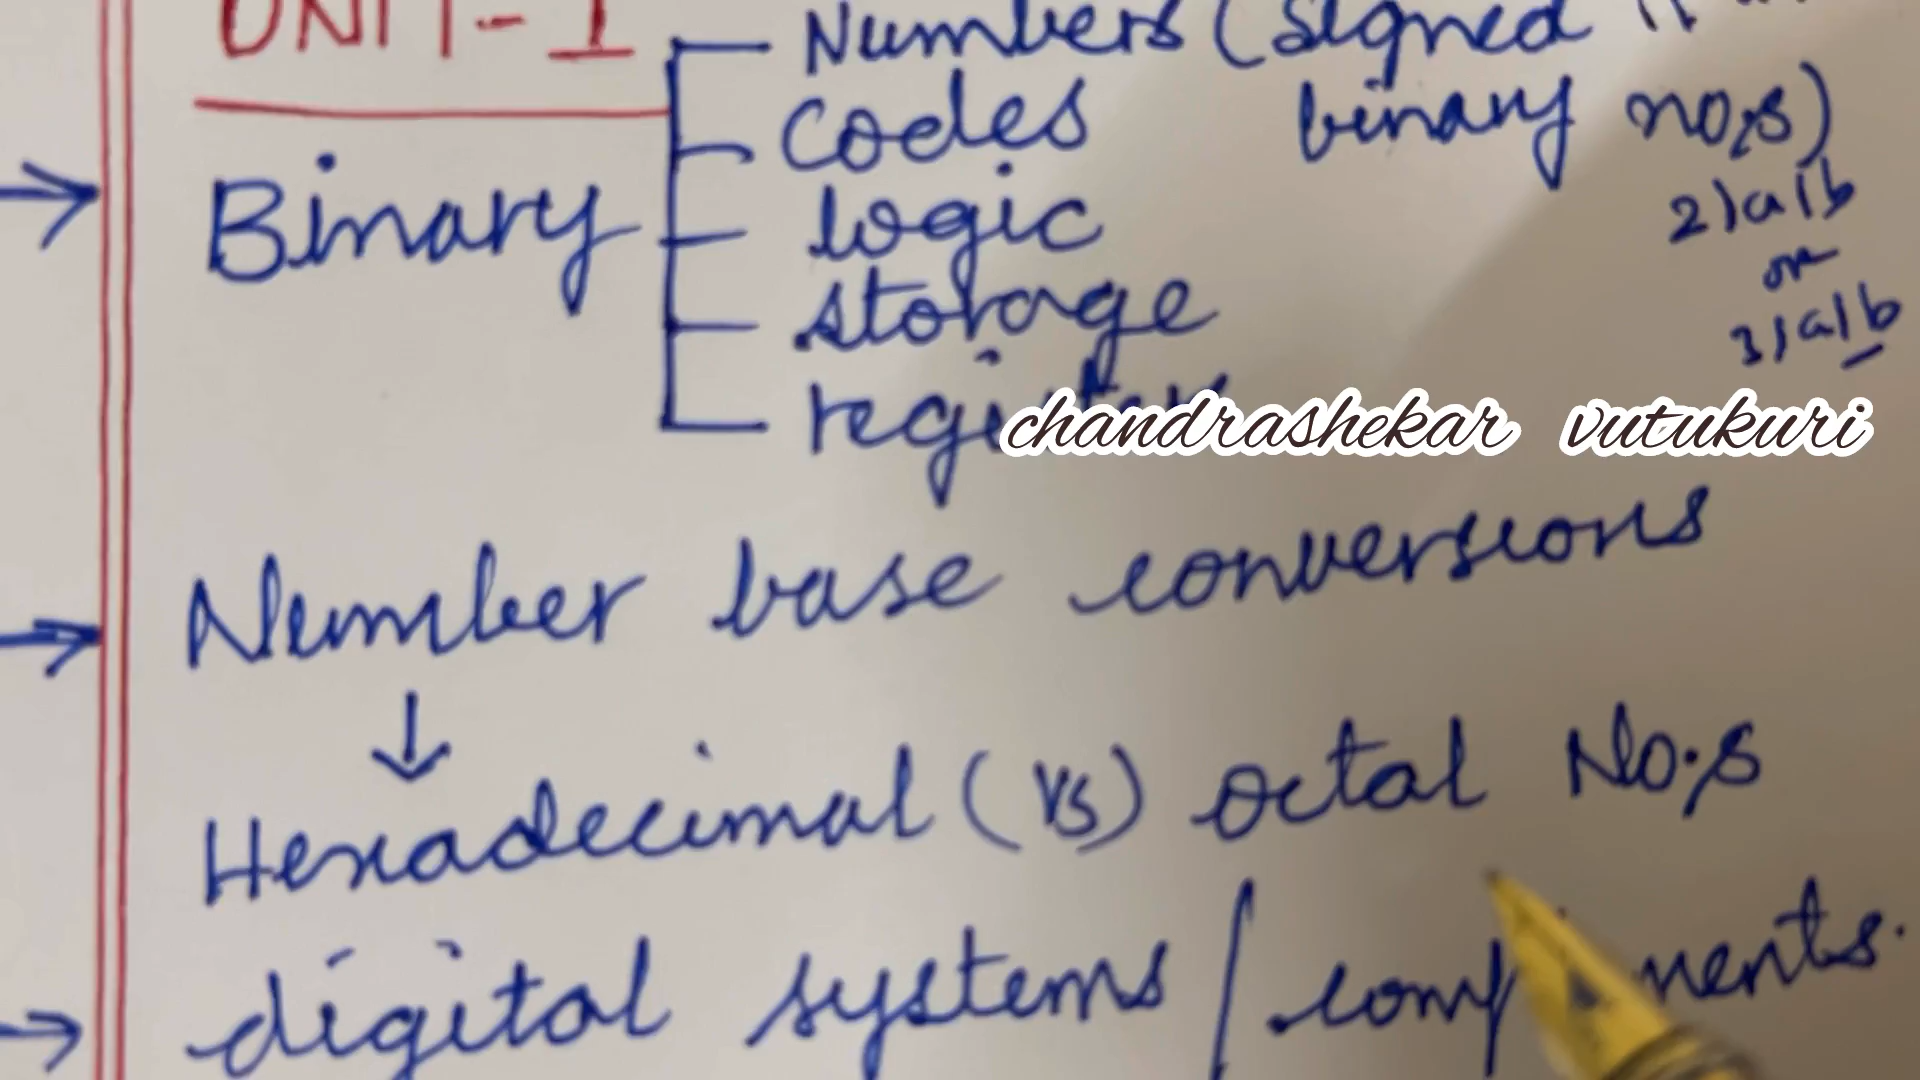 UNIT-I
Numbers (signed
binary no;s)
Binary
codes
logic
storage
2) a/b
or
3) a/b
chandrashekar vutukuri
Number base conversions
↓
Hexadecimal (vs) octal No;s
digital systems /